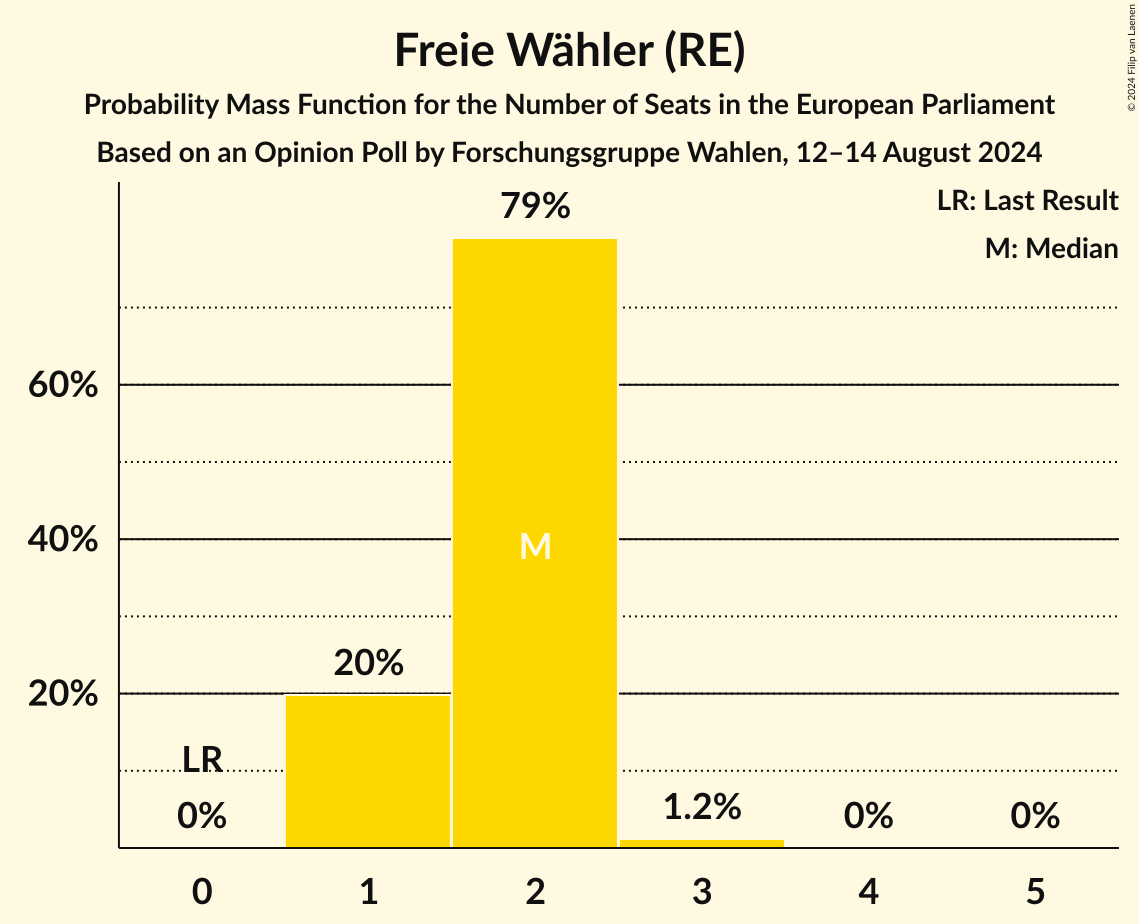 Freie Wähler (RE)
Probability Mass Function for the Number of Seats in the European Parliament
Based on an Opinion Poll by Forschungsgruppe Wahlen, 12–14 August 2024
© 2024 Filip van Laenen
LR: Last Result
M: Median
79%
60%
40%
M
20%
20%
LR
0%
1.2%
0%
0%
0 1 2 3 4 5